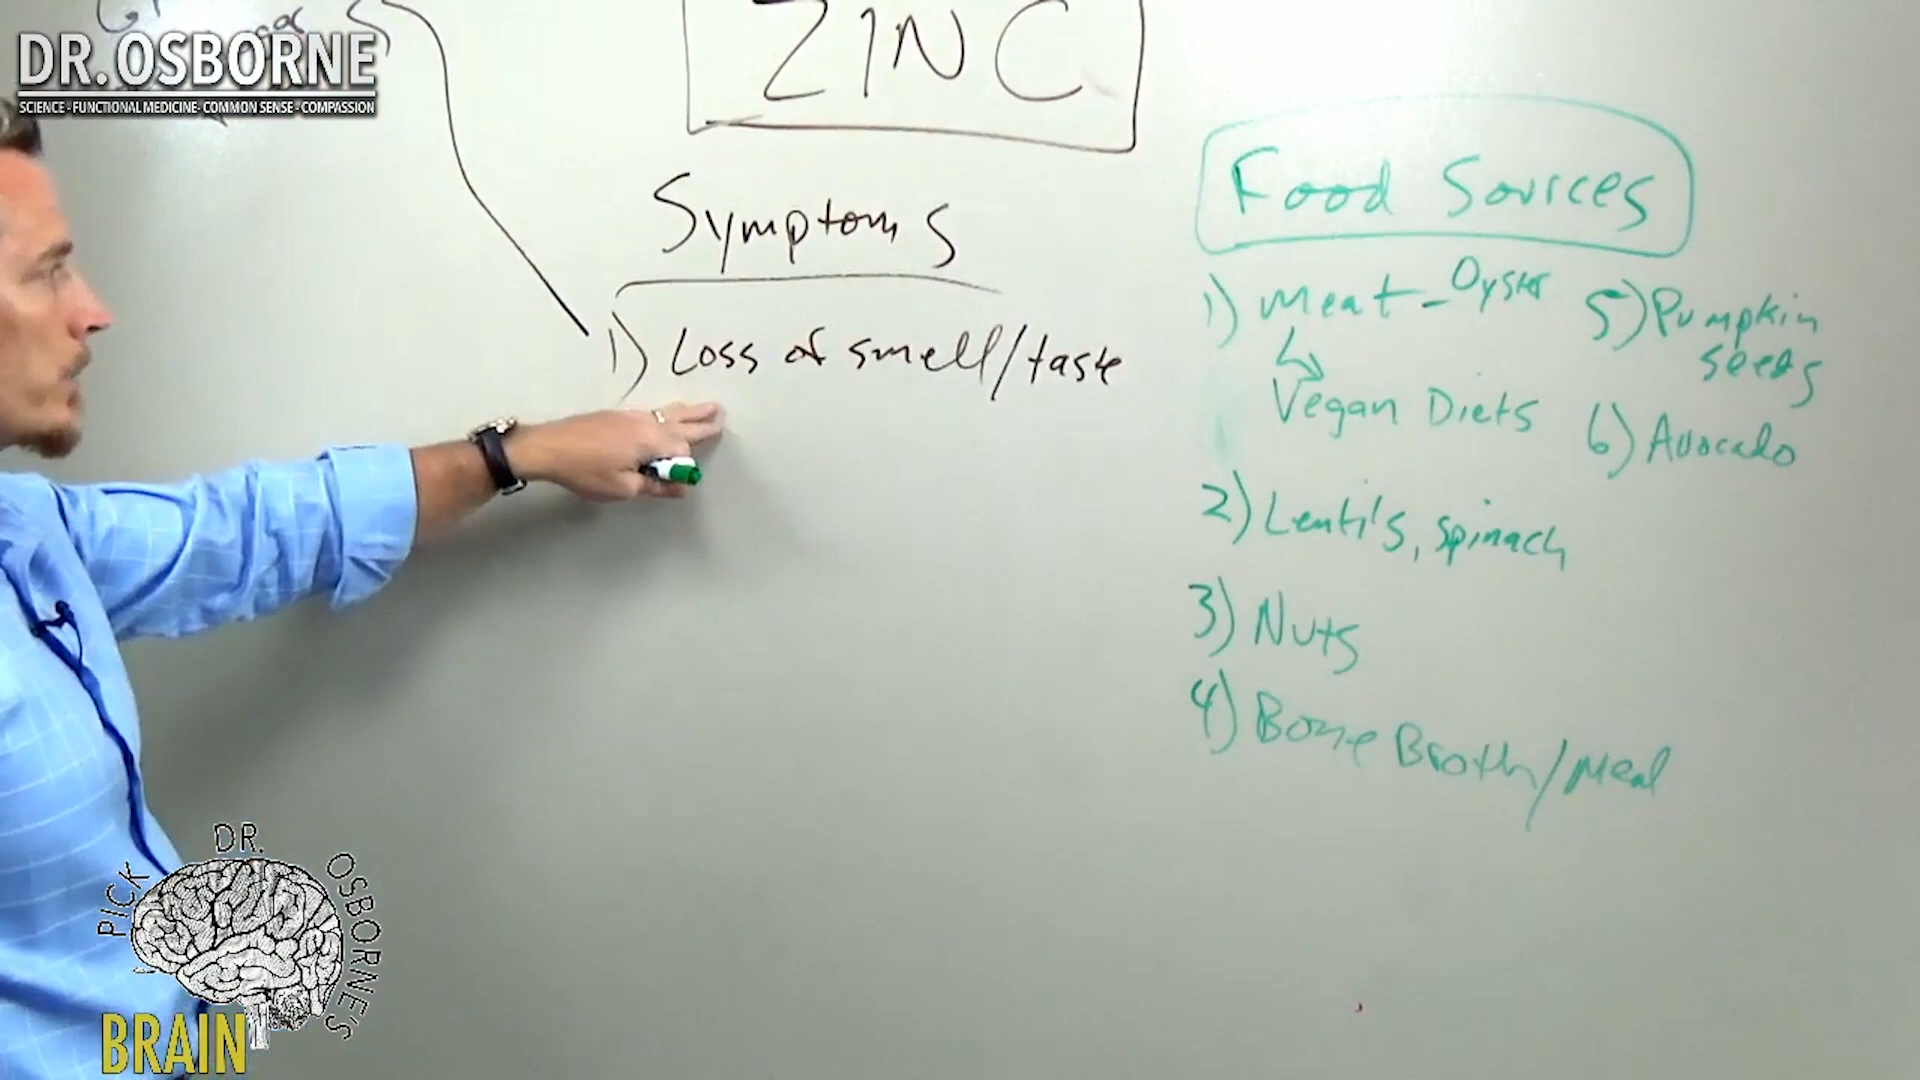 DR. OSBORNE
SCIENCE - FUNCTIONAL MEDICINE - COMMON SENSE - COMPASSION
ZINC
Symptoms
1) Loss of smell/taste
Food Sources
1) Meat - Oyster
Vegan Diets
2) Lentils, spinach
3) Nuts
4) Bone Broth/Meal
5) Pumpkin
seeds
6) Avocado
PICK DR. OSBORNE'S
BRAIN